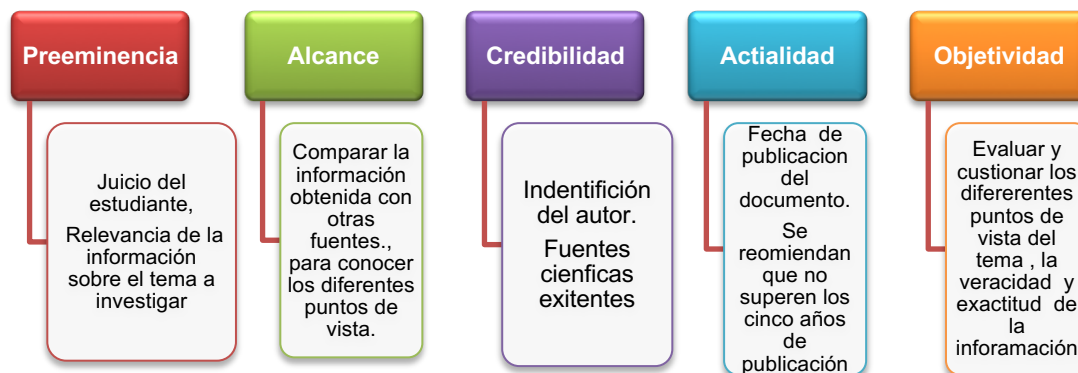 Preeminencia
Juicio del
estudiante,
Relevancia de la
información
sobre el tema a
investigar
Alcance
Comparar la
información
obtenida con
otras
fuentes.,
para conocer
los diferentes
puntos de
vista.
Credibilidad
Indentifición
del autor.
Fuentes
cienficas
exitentes
Actialidad
Fecha de
publicacion
del
documento.
Se
reomiendan
que no
superen los
cinco años
de
publicación
Objetividad
Evaluar y
custionar los
difererentes
puntos de
vista del
tema , la
veracidad y
exactitud de
la
inforamación